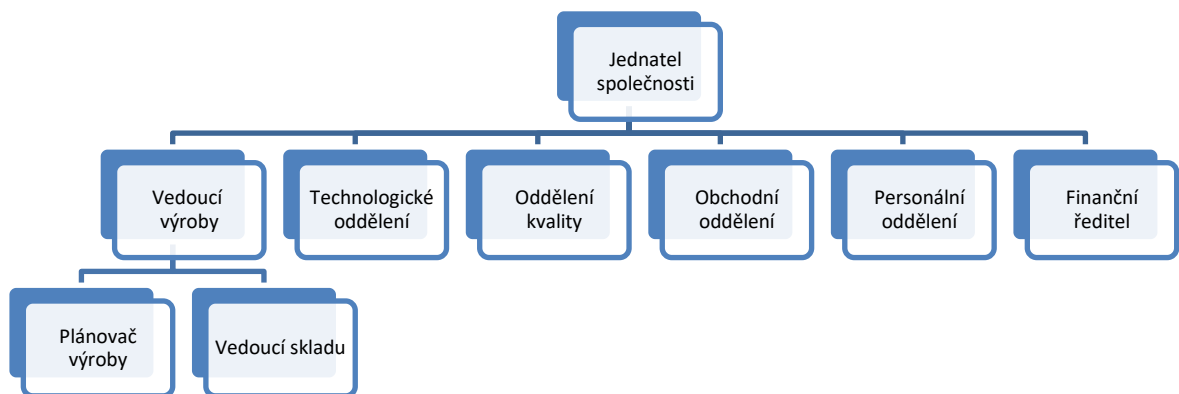 Jednatel
společnosti
Vedoucí
výroby
Technologické
oddělení
Oddělení
kvality
Obchodní
oddělení
Personální
oddělení
Finanční
ředitel
Plánovač
výroby
Vedoucí skladu